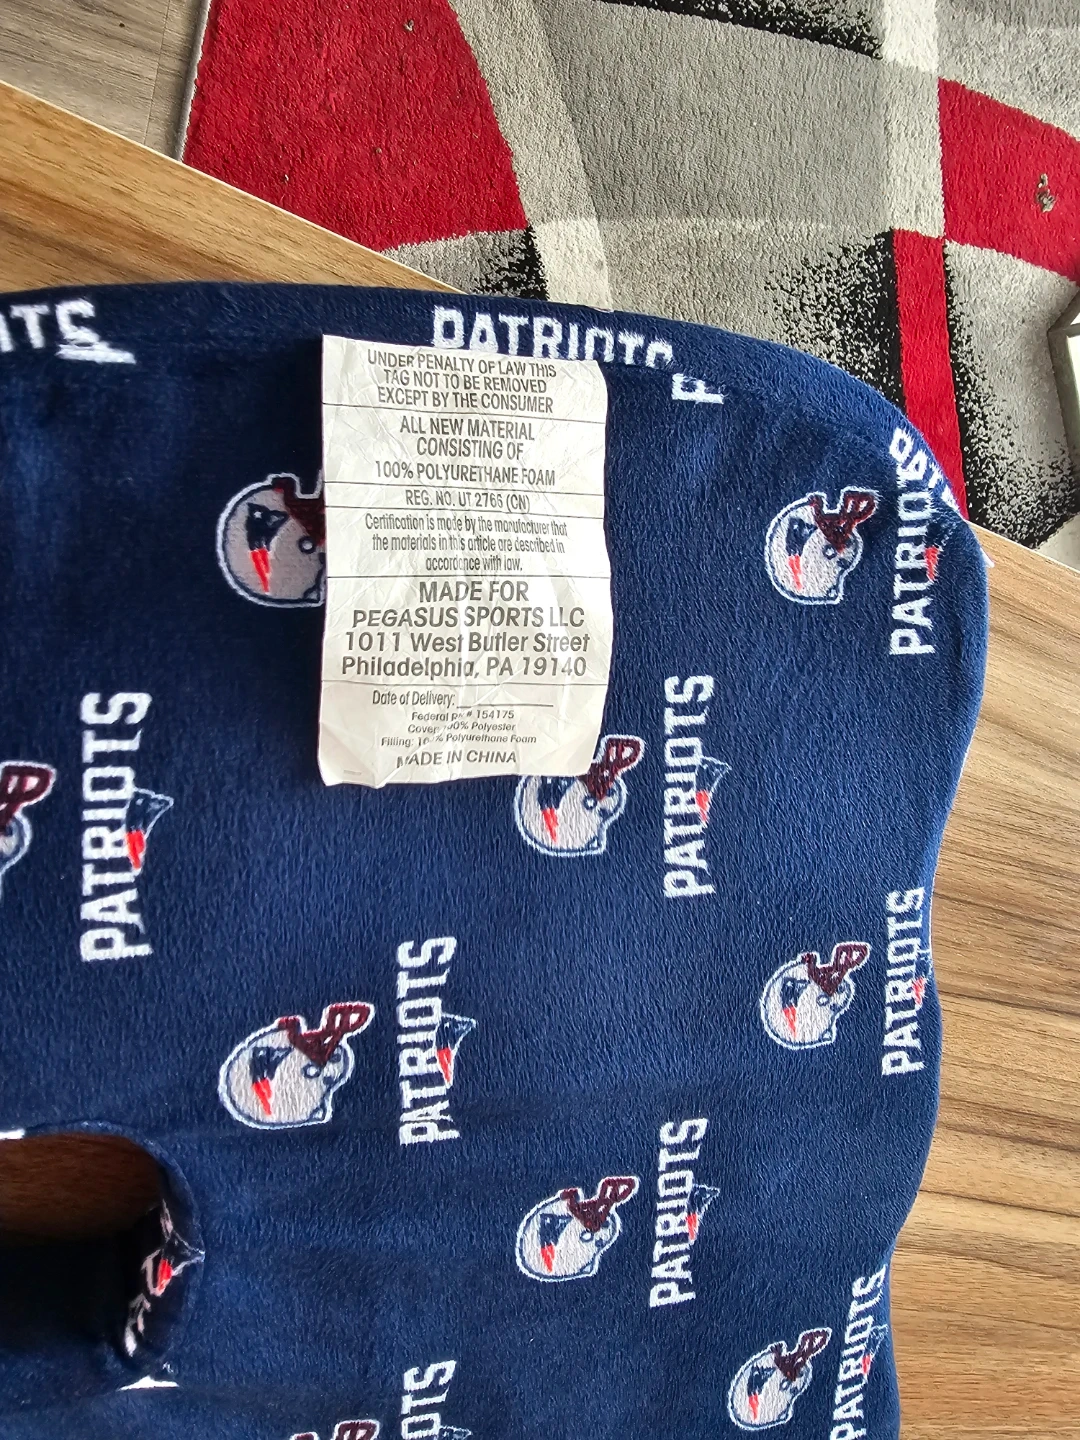 PATRIOTS
UNDER PENALTY OF LAW THIS
TAG NOT TO BE REMOVED
EXCEPT BY THE CONSUMER
ALL NEW MATERIAL
CONSISTING OF
100% POLYURETHANE FOAM
REG. NO. UT 2766 (CN)
Certification is made by the manufacturer that
the materials in this article are described in
accordance with law.
MADE FOR
PEGASUS SPORTS LLC
1011 West Butler Street
Philadelphia, PA 19140
Date of Delivery:
Federal # 154175
Cover: Polyester
Filling: Polyurethane Foam
MADE IN CHINA
PATRIOTS
PATRIOTS
PATRIOTS
PATRIOTS
PATRIOTS
PATRIOTS
PATRIOTS